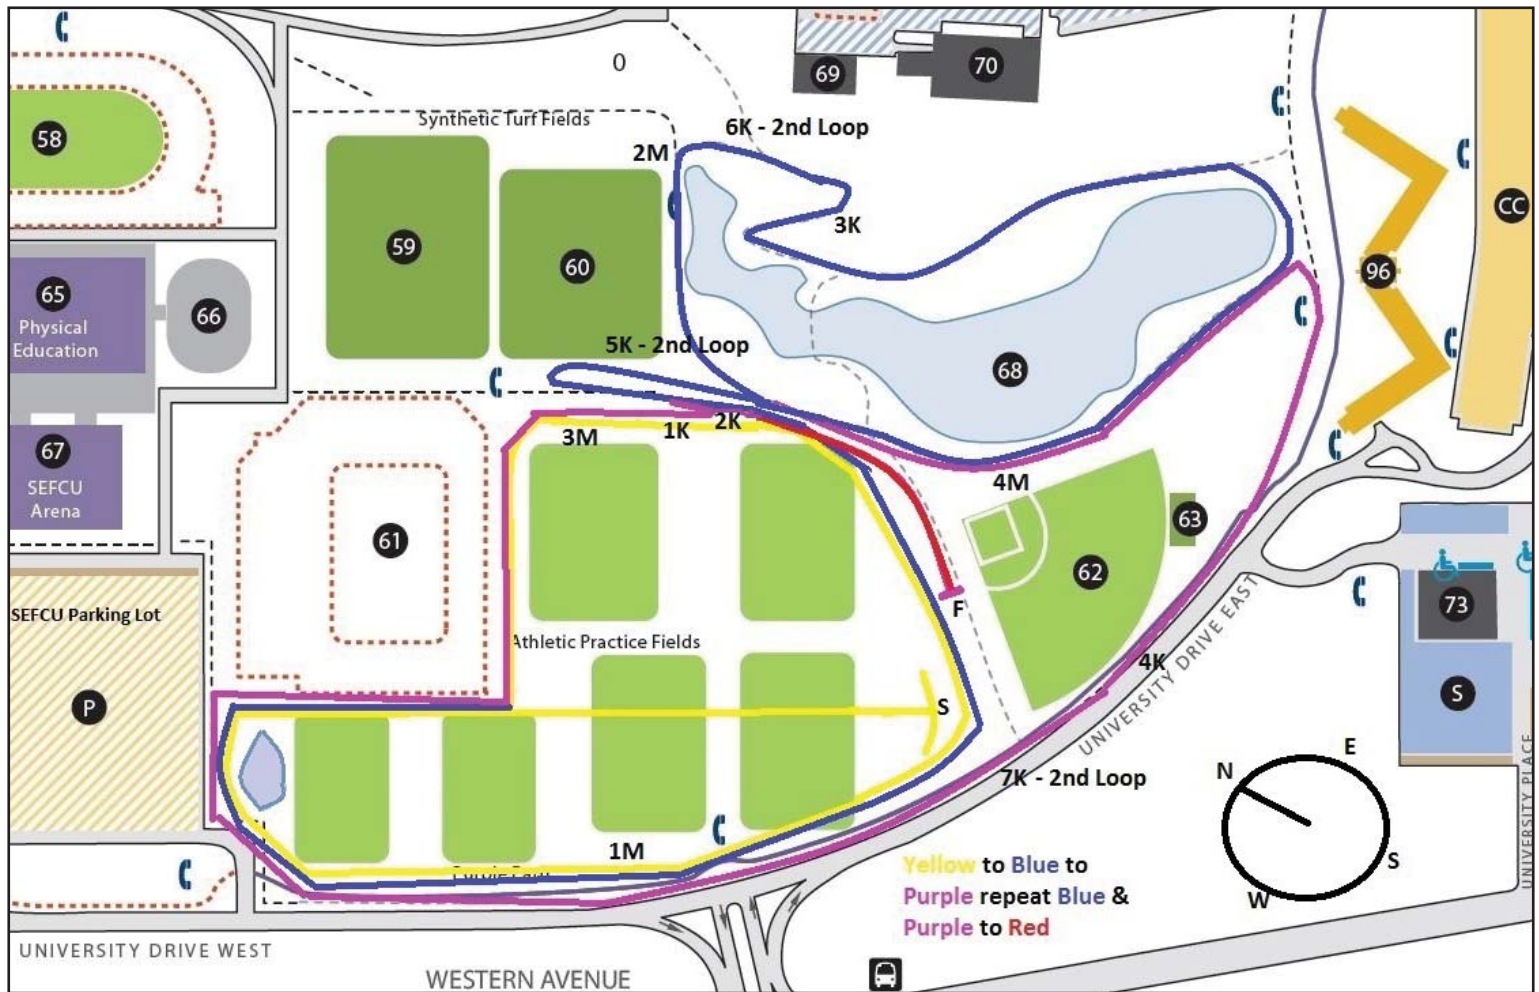 0
69
70
58
Synthetic Turf Fields
6K - 2nd Loop
2M
CC
59
60
3K
65
Physical
Education
66
96
5K - 2nd Loop
68
67
SEFCU
Arena
3M
1K
2K
4M
61
63
62
73
SEFCU Parking Lot
F
Athletic Practice Fields
4K
UNIVERSITY DRIVE EAST
P
S
S
7K - 2nd Loop
UNIVERSITY PLACE
N
E
S
W
1M
Yellow to Blue to
Purple repeat Blue &
Purple to Red
UNIVERSITY DRIVE WEST
WESTERN AVENUE